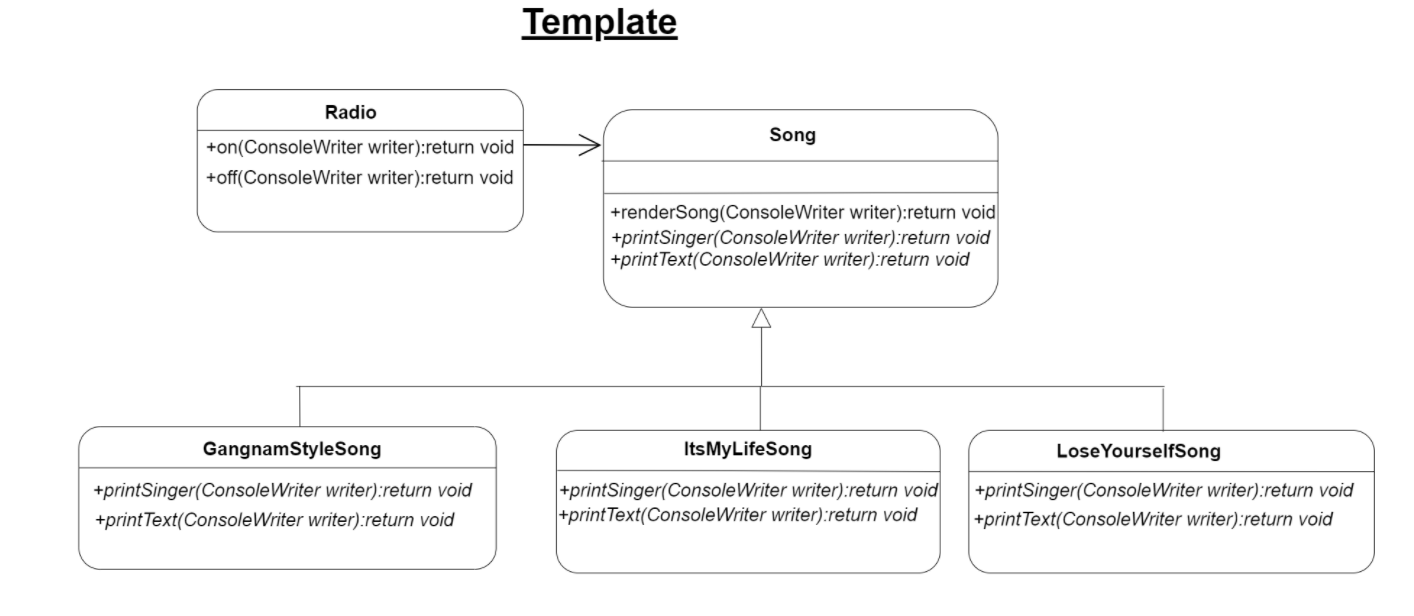 Template
Radio
+on(ConsoleWriter writer):return void
+off(ConsoleWriter writer):return void
Song
+renderSong(ConsoleWriter writer):return void
+printSinger(ConsoleWriter writer):return void
+printText(ConsoleWriter writer):return void
GangnamStyleSong
+printSinger(ConsoleWriter writer):return void
+printText(ConsoleWriter writer):return void
ItsMyLifeSong
+printSinger(ConsoleWriter writer):return void
+printText(ConsoleWriter writer):return void
LoseYourselfSong
+printSinger(ConsoleWriter writer):return void
+printText(ConsoleWriter writer):return void